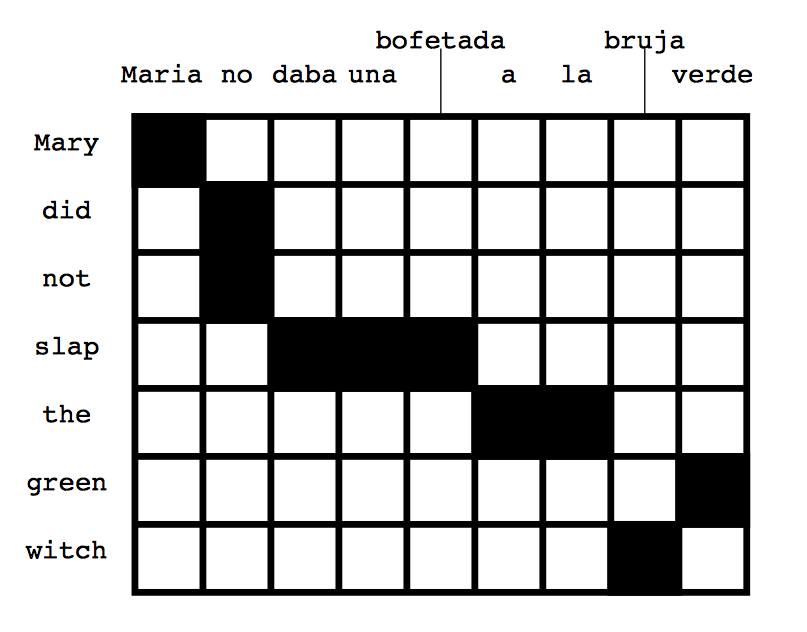 bofetada bruja
Maria no daba una a la verde
Mary
did
not
slap
the
green
witch